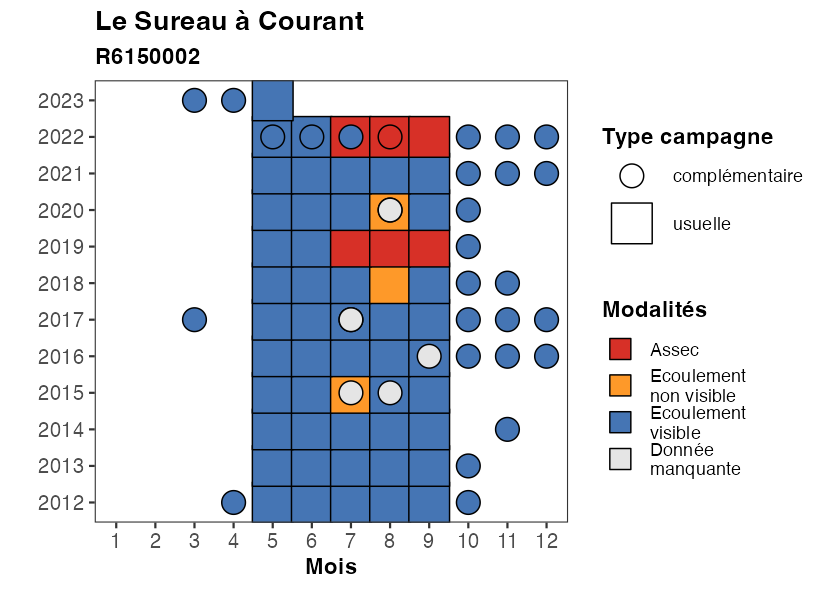 Le Sureau à Courant
R6150002
2023
2022
2021
2020
2019
2018
2017
2016
2015
2014
2013
2012
1 2 3 4 5 6 7 8 9 10 11 12
Mois
Type campagne
complémentaire
usuelle
Modalités
Assec
Ecoulement
non visible
Ecoulement
visible
Donnée
manquante